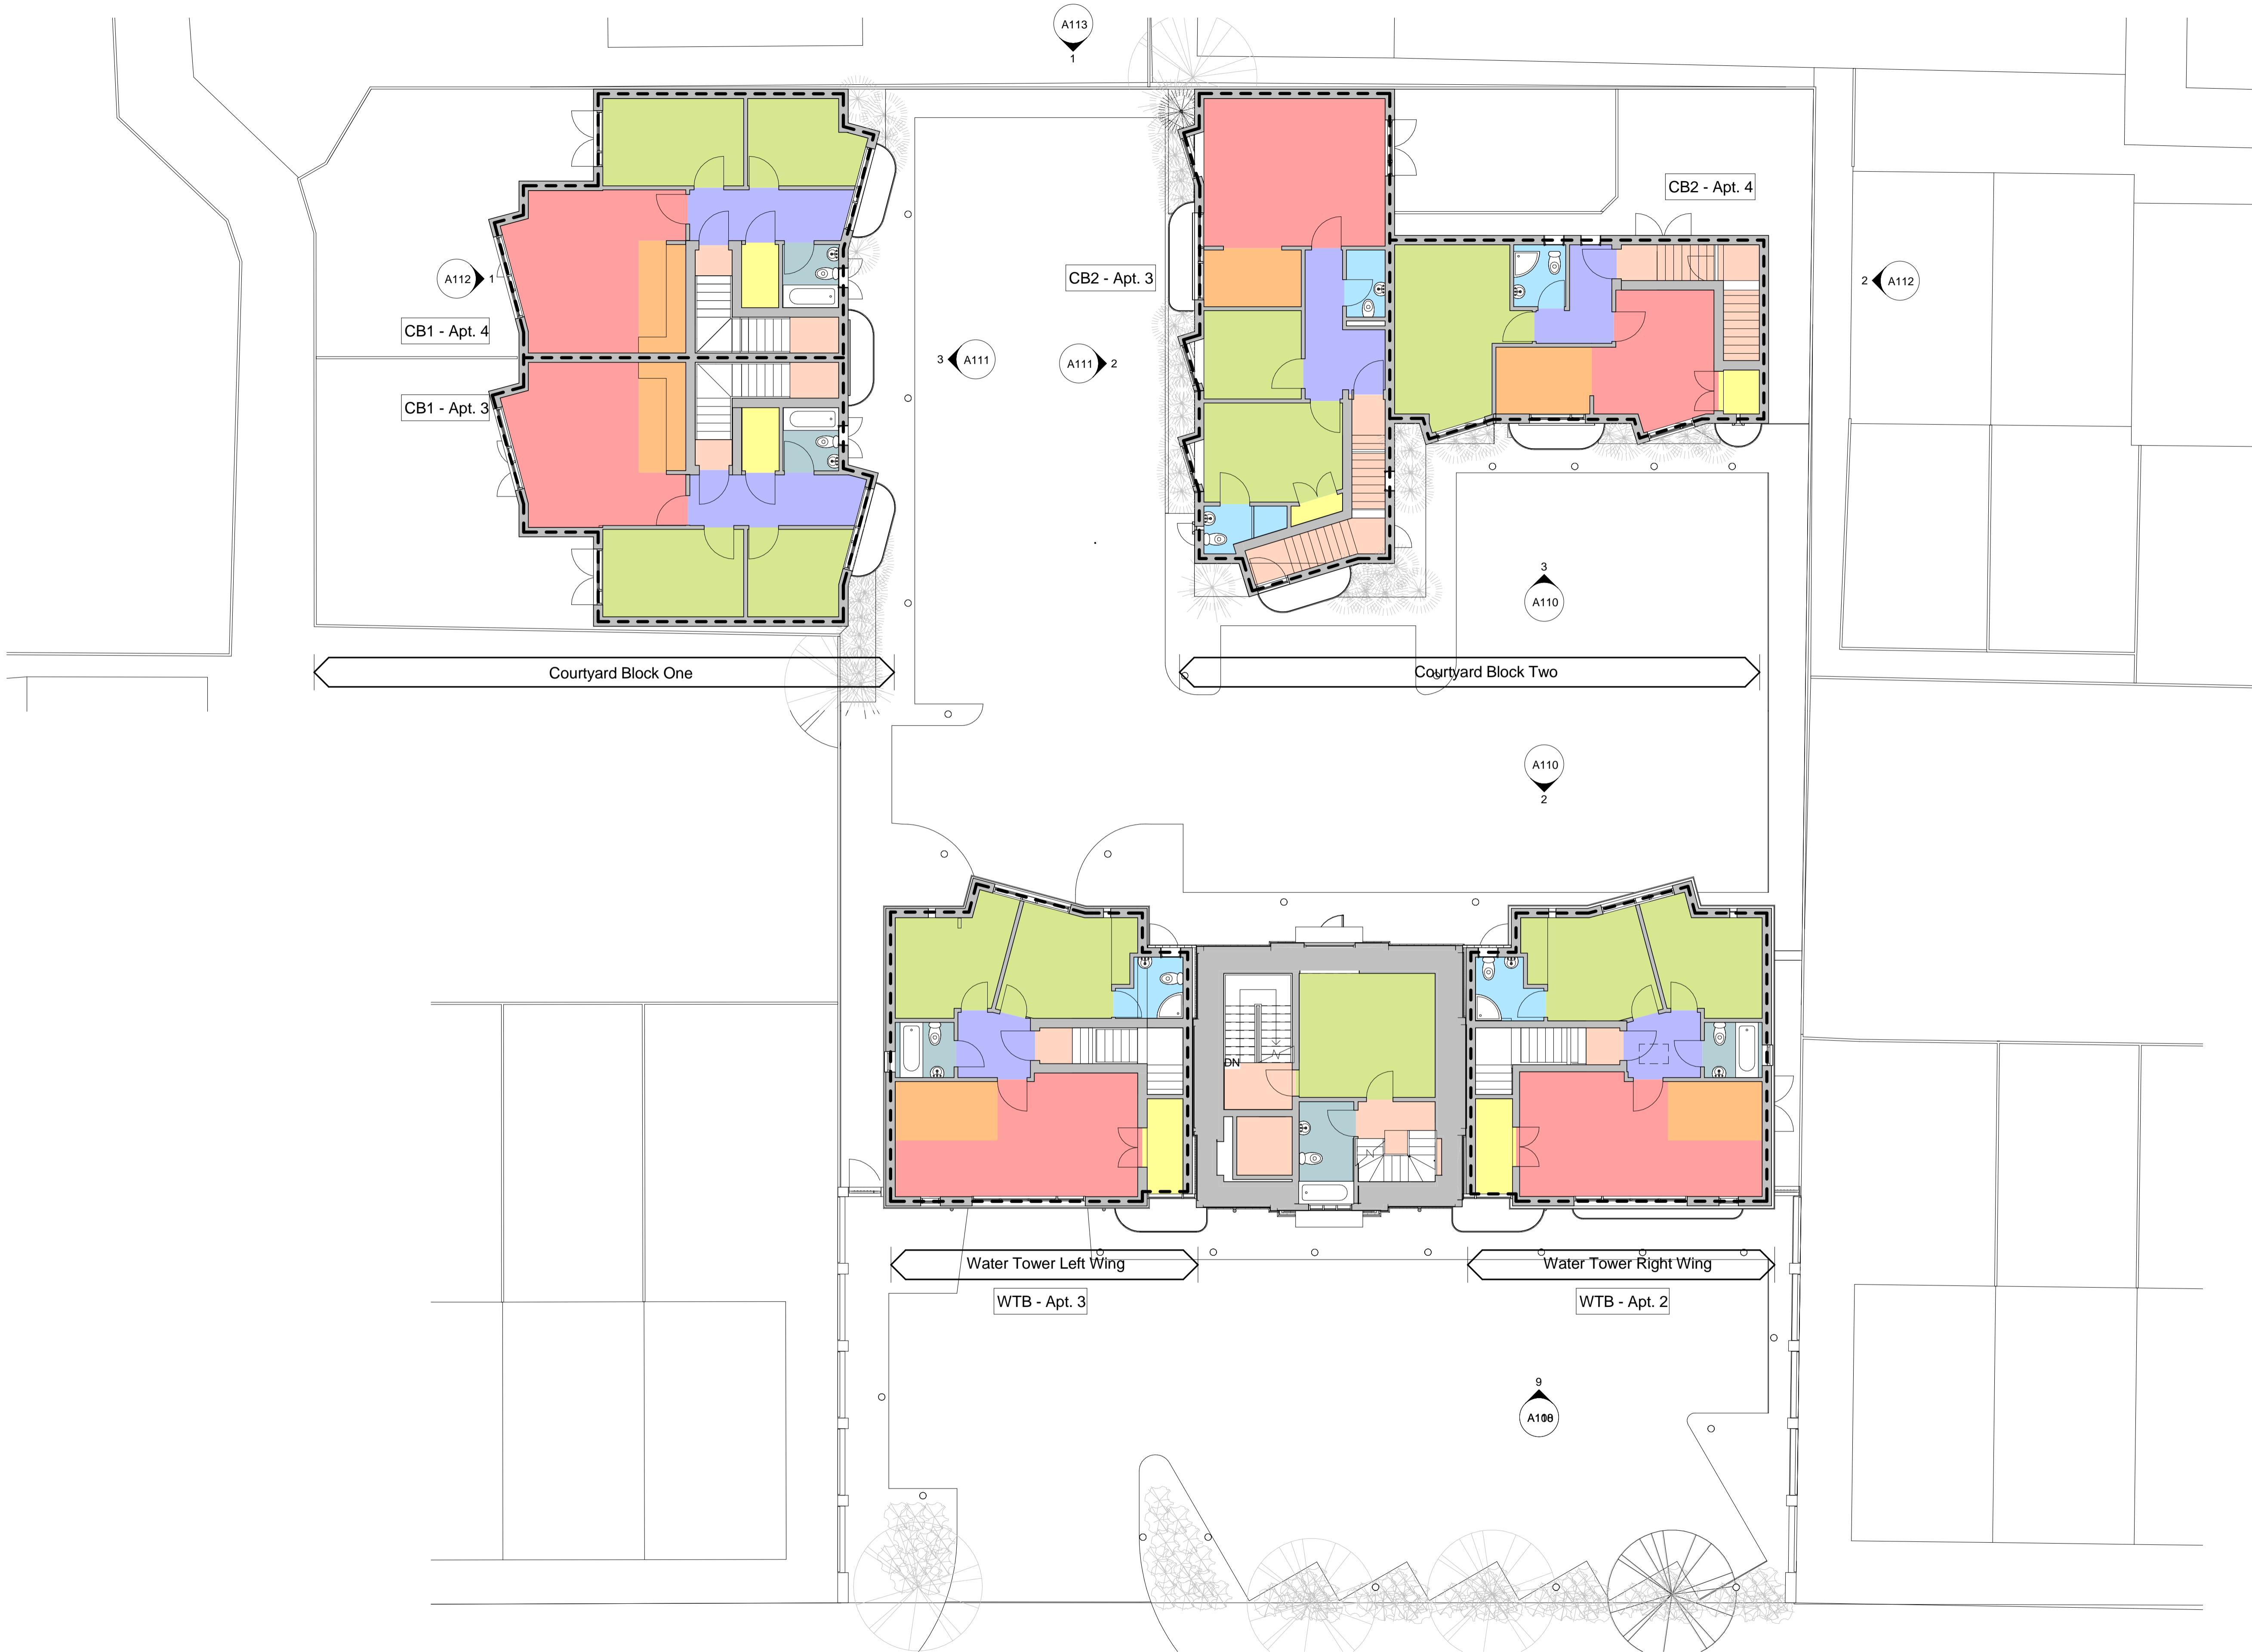 A113
1
CB2 - Apt. 4
A112
1
CB2 - Apt. 3
2
A112
CB1 - Apt. 4
3
A111
A111
2
CB1 - Apt. 3
3
A110
Courtyard Block One
Courtyard Block Two
A110
2
DN
Water Tower Left Wing
Water Tower Right Wing
WTB - Apt. 3
WTB - Apt. 2
9